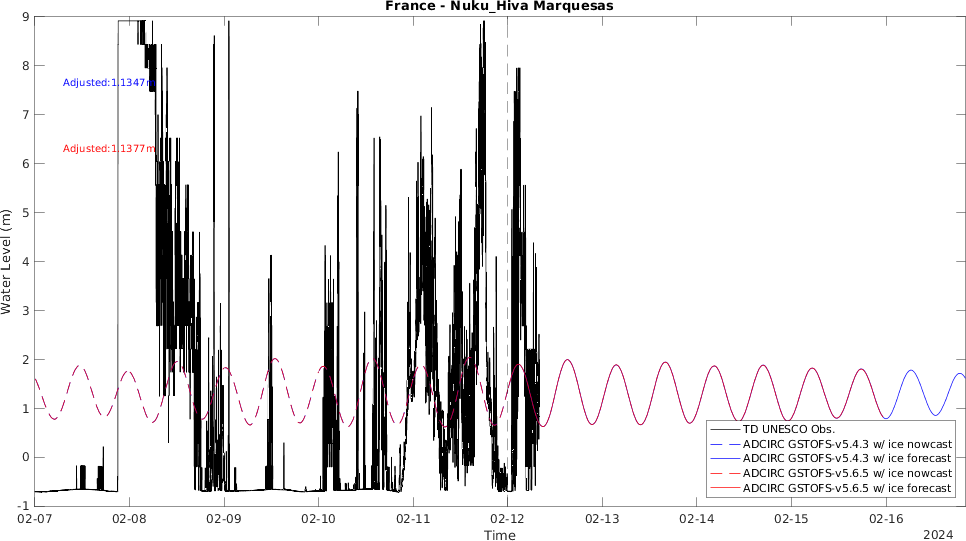 France - Nuku_Hiva Marquesas
9
8
7
6
5
4
3
2
1
0
-1
Water Level (m)
Adjusted:1.1347m
Adjusted:1.1377m
TD UNESCO Obs.
ADCIRC GSTOFS-v5.4.3 w/ ice nowcast
ADCIRC GSTOFS-v5.4.3 w/ ice forecast
ADCIRC GSTOFS-v5.6.5 w/ ice nowcast
ADCIRC GSTOFS-v5.6.5 w/ ice forecast
02-07 02-08 02-09 02-10 02-11 02-12 02-13 02-14 02-15 02-16
Time
2024